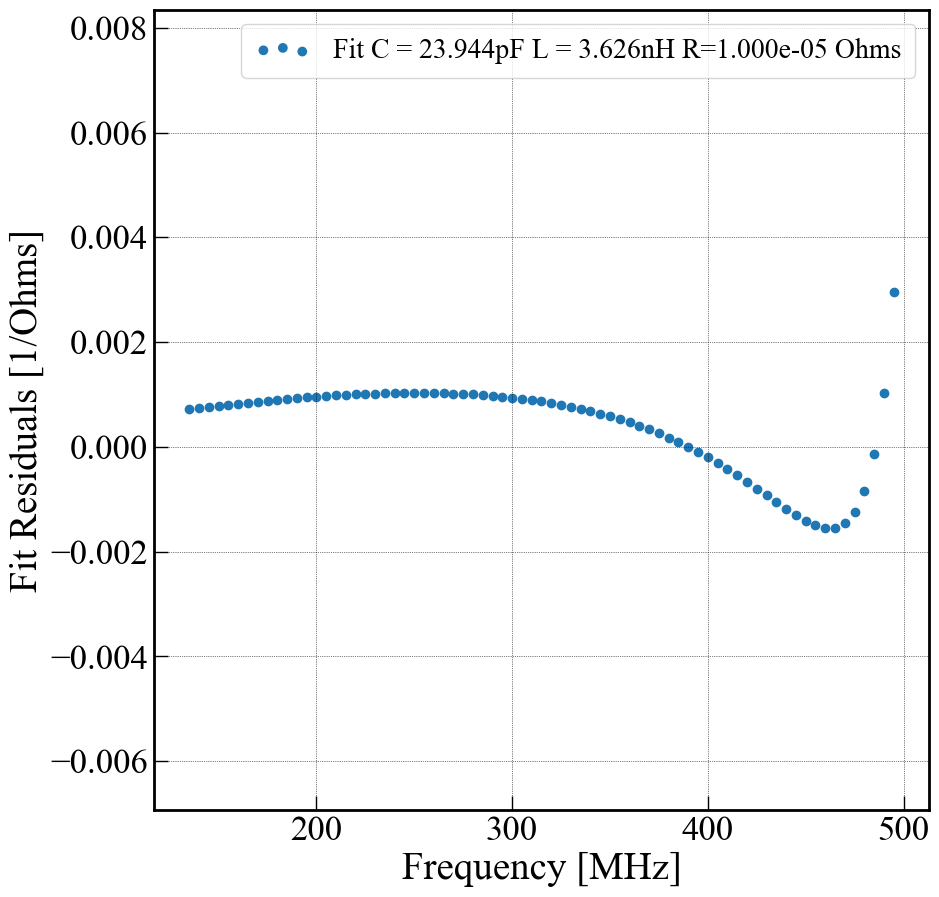 Fit C = 23.944pF L = 3.626nH R=1.000e-05 Ohms
0.008
0.006
0.004
0.002
0.000
−0.002
−0.004
−0.006
Fit Residuals [1/Ohms]
200 300 400 500
Frequency [MHz]